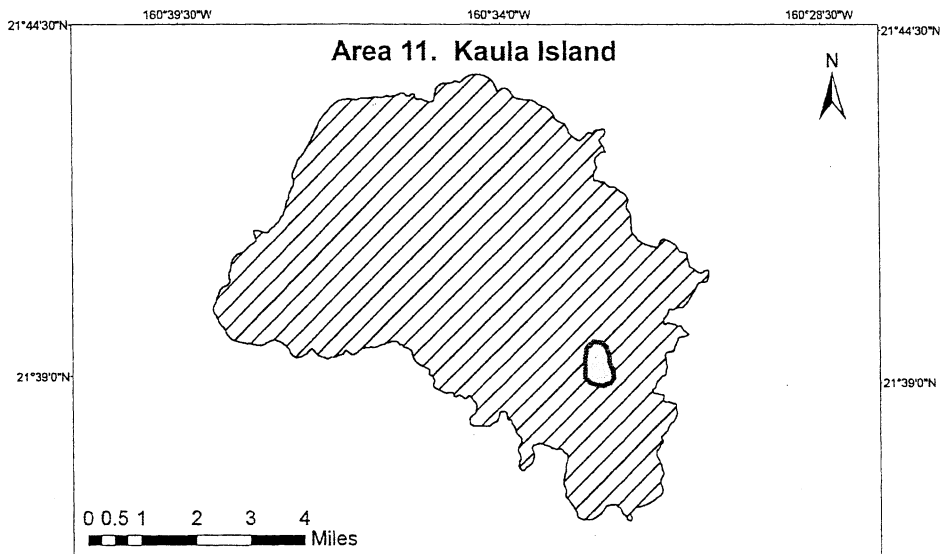 160°39'30"W 160°34'0"W 160°28'30"W
21°44'30"N 21°44'30"N
Area 11. Kaula Island
N
21°39'0"N 21°39'0"N
0 0.5 1 2 3 4
Miles